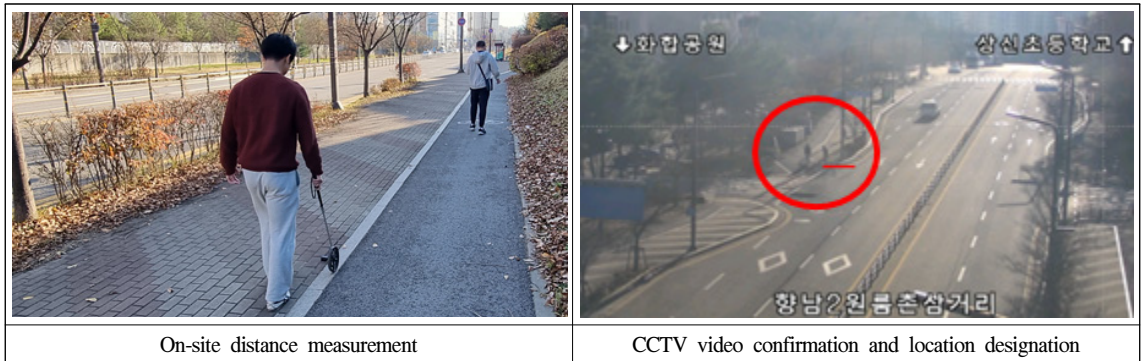 ↓화합공원
상신초등학교↑
향남2원름촌삼거리
On-site distance measurement
CCTV video confirmation and location designation